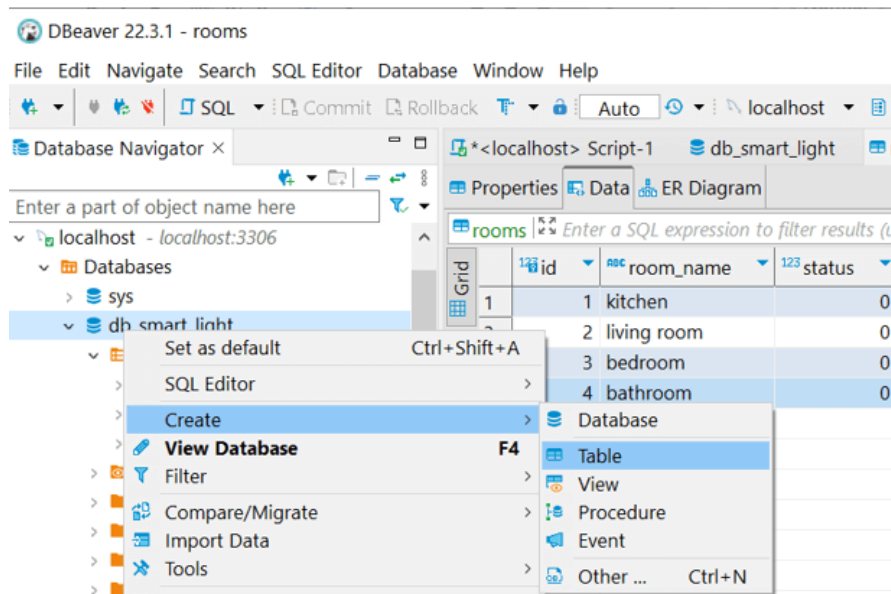 DBeaver 22.3.1 - rooms
File Edit Navigate Search SQL Editor Database Window Help
SQL Commit Rollback Auto localhost
Database Navigator
*<localhost> Script-1 db_smart_light
Properties Data ER Diagram
Enter a part of object name here
rooms Enter a SQL expression to filter results (
localhost - localhost:3306
Databases
sys
db_smart_light
Grid
123 id ABC room_name 123 status
1 1 kitchen 0
2 living room 0
3 bedroom 0
4 bathroom 0
Set as default Ctrl+Shift+A
SQL Editor
Create
View Database F4
Filter
Compare/Migrate
Import Data
Tools
Database
Table
View
Procedure
Event
Other ... Ctrl+N